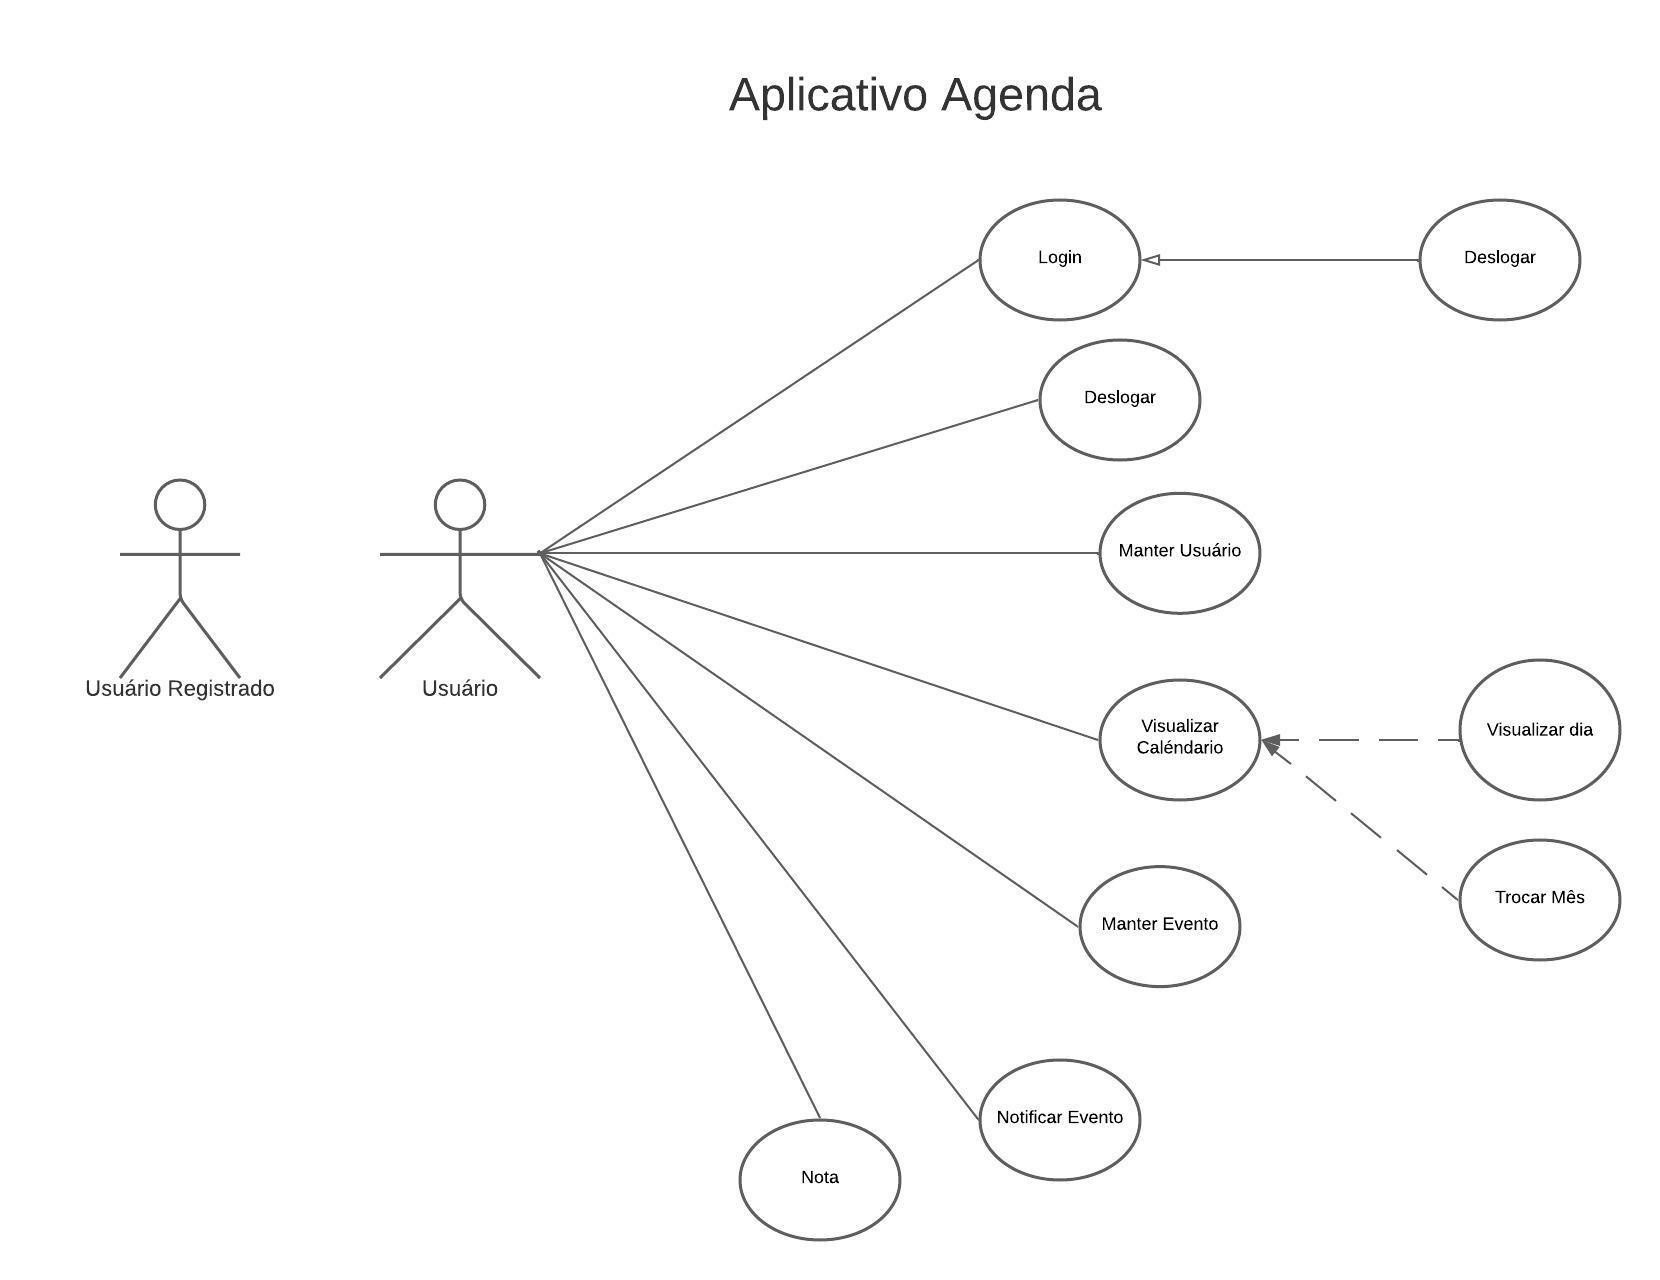 Aplicativo Agenda
Login
Deslogar
Deslogar
Manter Usuário
Usuário Registrado
Usuário
Visualizar
Caléndario
Visualizar dia
Trocar Mês
Manter Evento
Notificar Evento
Nota